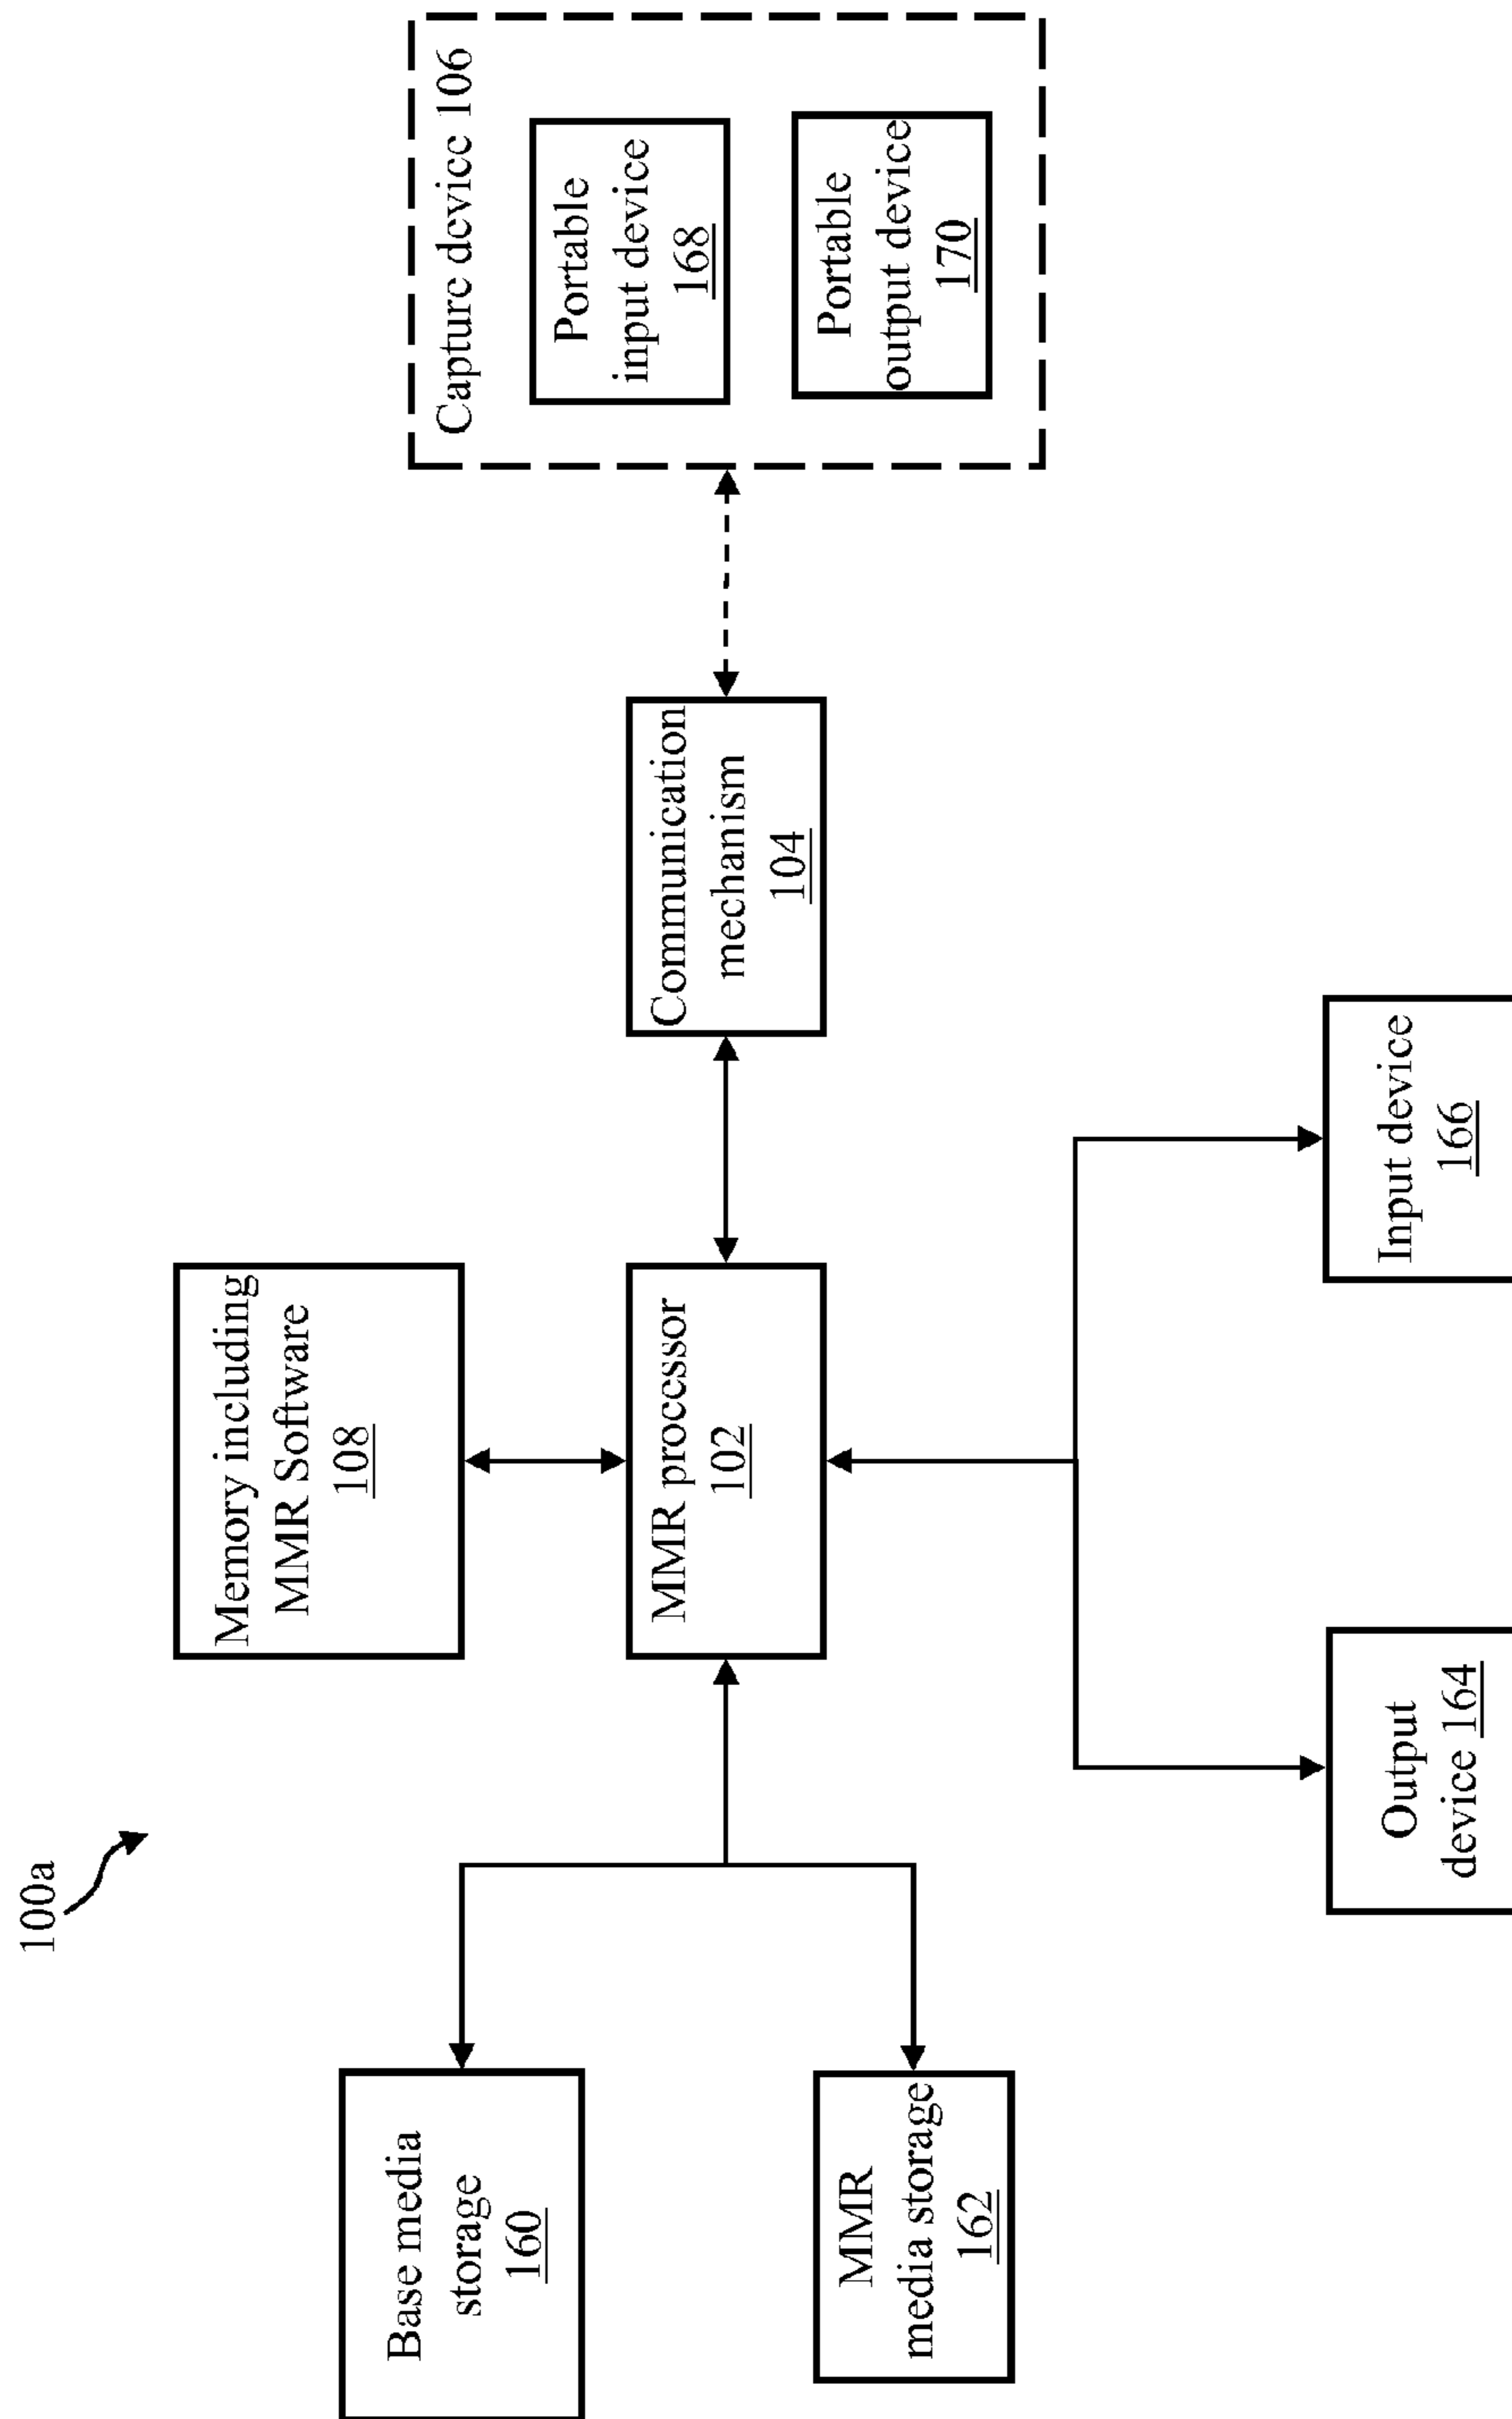 100a
Base media
storage
160
MMR
media storage
162
Memory including
MMR Software
108
MMR processor
102
Output
device 164
Input device
166
Communication
mechanism
104
Capture device 106
Portable
input device
168
Portable
output device
170